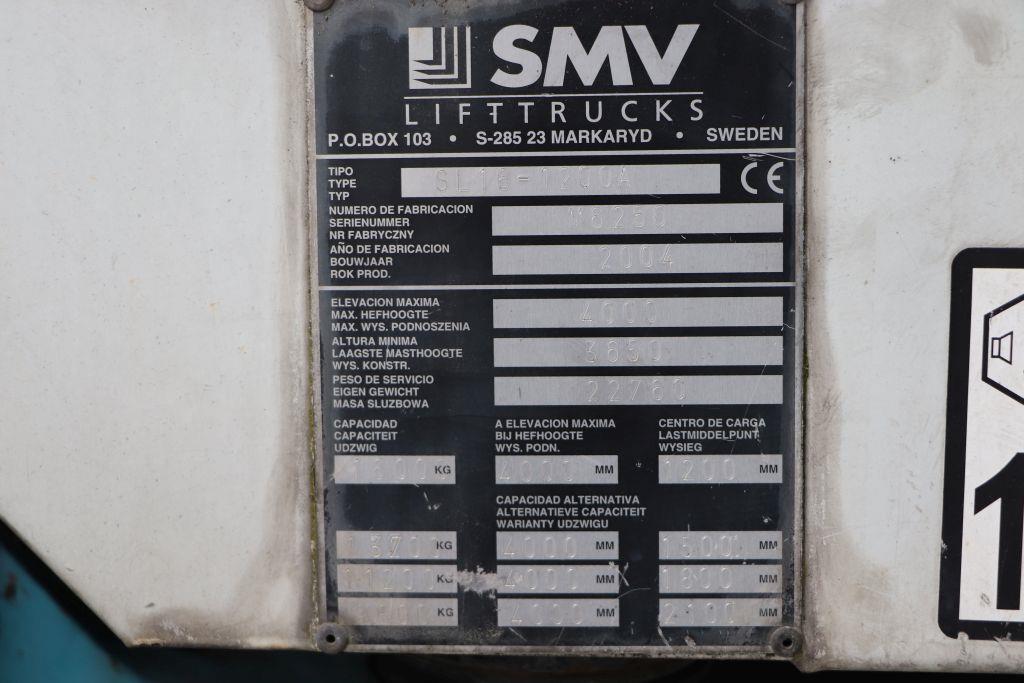 SMV
LIFTTRUCKS
P.O.BOX 103 • S-285 23 MARKARYD • SWEDEN
TIPO
TYPE
TYP
SL16-1200A
CE
NUMERO DE FABRICACION
SERIENUMMER
NR FABRYCZNY
M6250
AÑO DE FABRICACION
BOUWJAAR
ROK PROD.
2004
ELEVACION MAXIMA
MAX. HEFHOOGTE
MAX. WYS. PODNOSZENIA
4000
ALTURA MINIMA
LAAGSTE MASTHOOGTE
WYS. KONSTR.
3650
PESO DE SERVICIO
EIGEN GEWICHT
MASA SLUZBOWA
22760
CAPACIDAD
CAPACITEIT
UDZWIG
16000 KG
A ELEVACION MAXIMA
BIJ HEFHOOGTE
WYS. PODN.
4000 MM
CENTRO DE CARGA
LASTMIDDELPUNT
WYSIEG
1200 MM
CAPACIDAD ALTERNATIVA
ALTERNATIEVE CAPACITEIT
WARIANTY UDZWIGU
13700 KG 4000 MM 1500 MM
11200 KG 4000 MM 1800 MM
KG 4000 MM 2100 MM